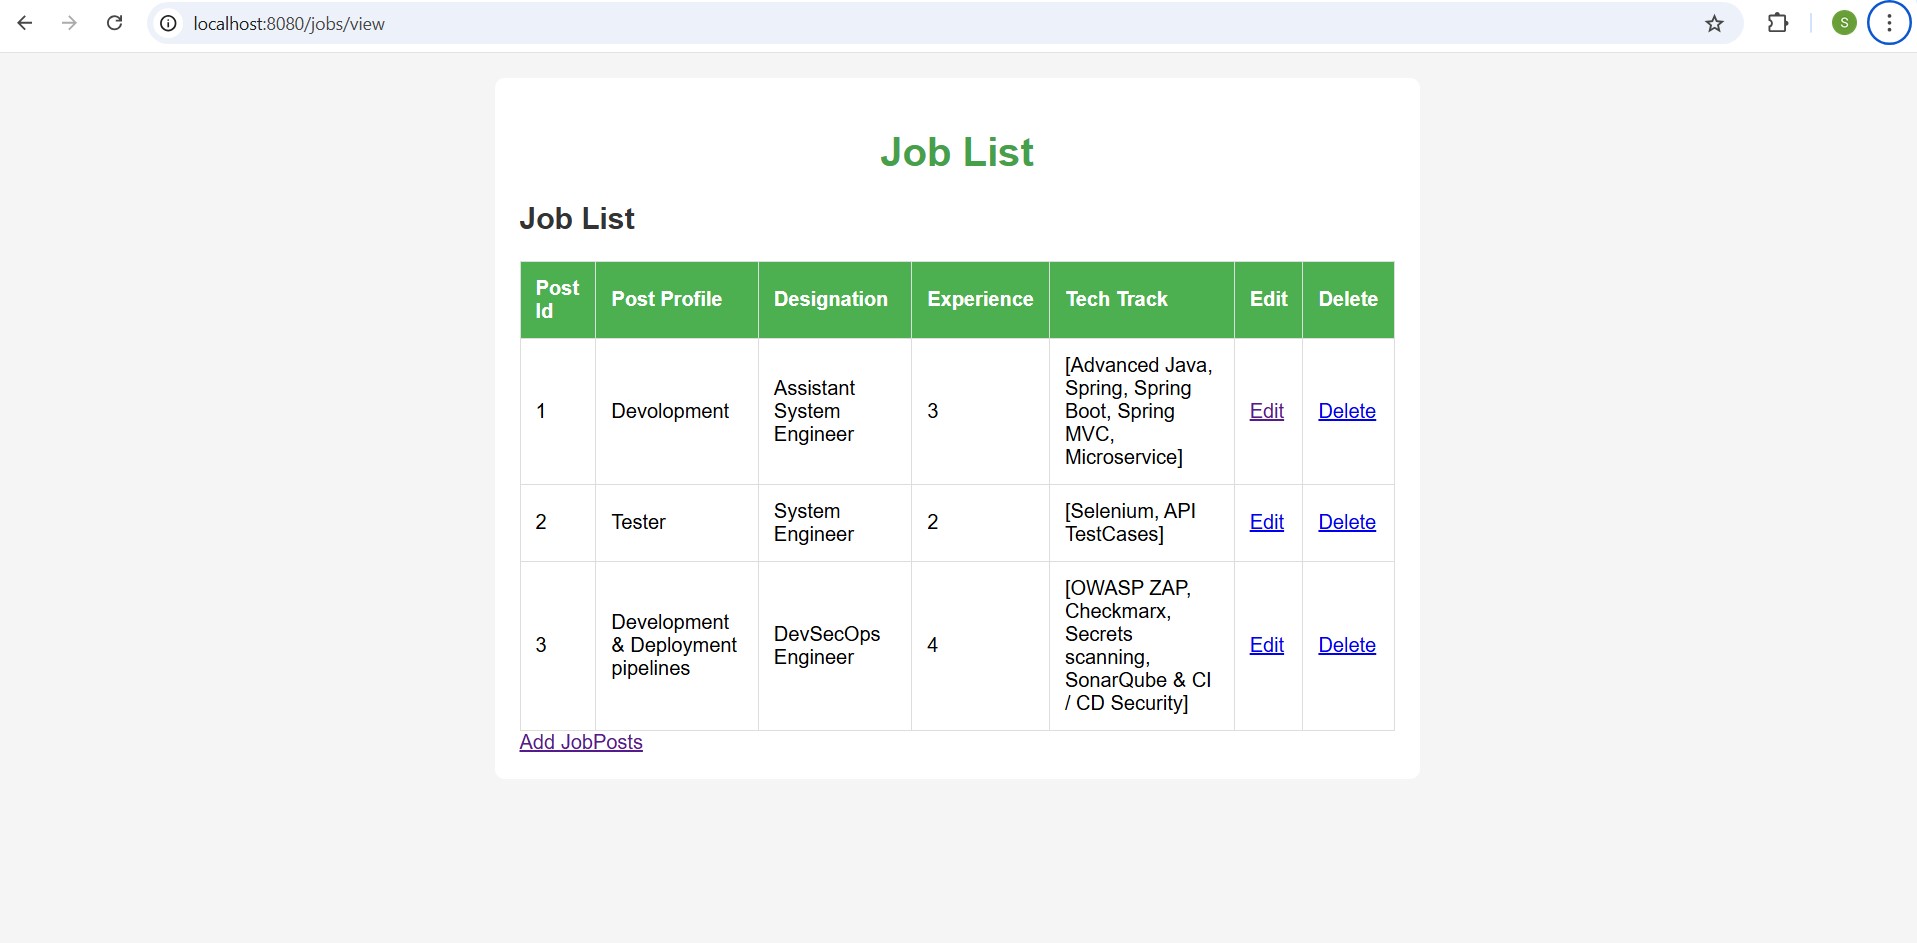 localhost:8080/jobs/view
S
Job List
Job List
Post
Id
Post Profile
Designation
Experience
Tech Track
Edit
Delete
1
Devolopment
Assistant
System
Engineer
3
[Advanced Java,
Spring, Spring
Boot, Spring
MVC,
Microservice]
Edit
Delete
2
Tester
System
Engineer
2
[Selenium, API
TestCases]
Edit
Delete
3
Development
& Deployment
pipelines
DevSecOps
Engineer
4
[OWASP ZAP,
Checkmarx,
Secrets
scanning,
SonarQube & CI
/ CD Security]
Edit
Delete
Add JobPosts